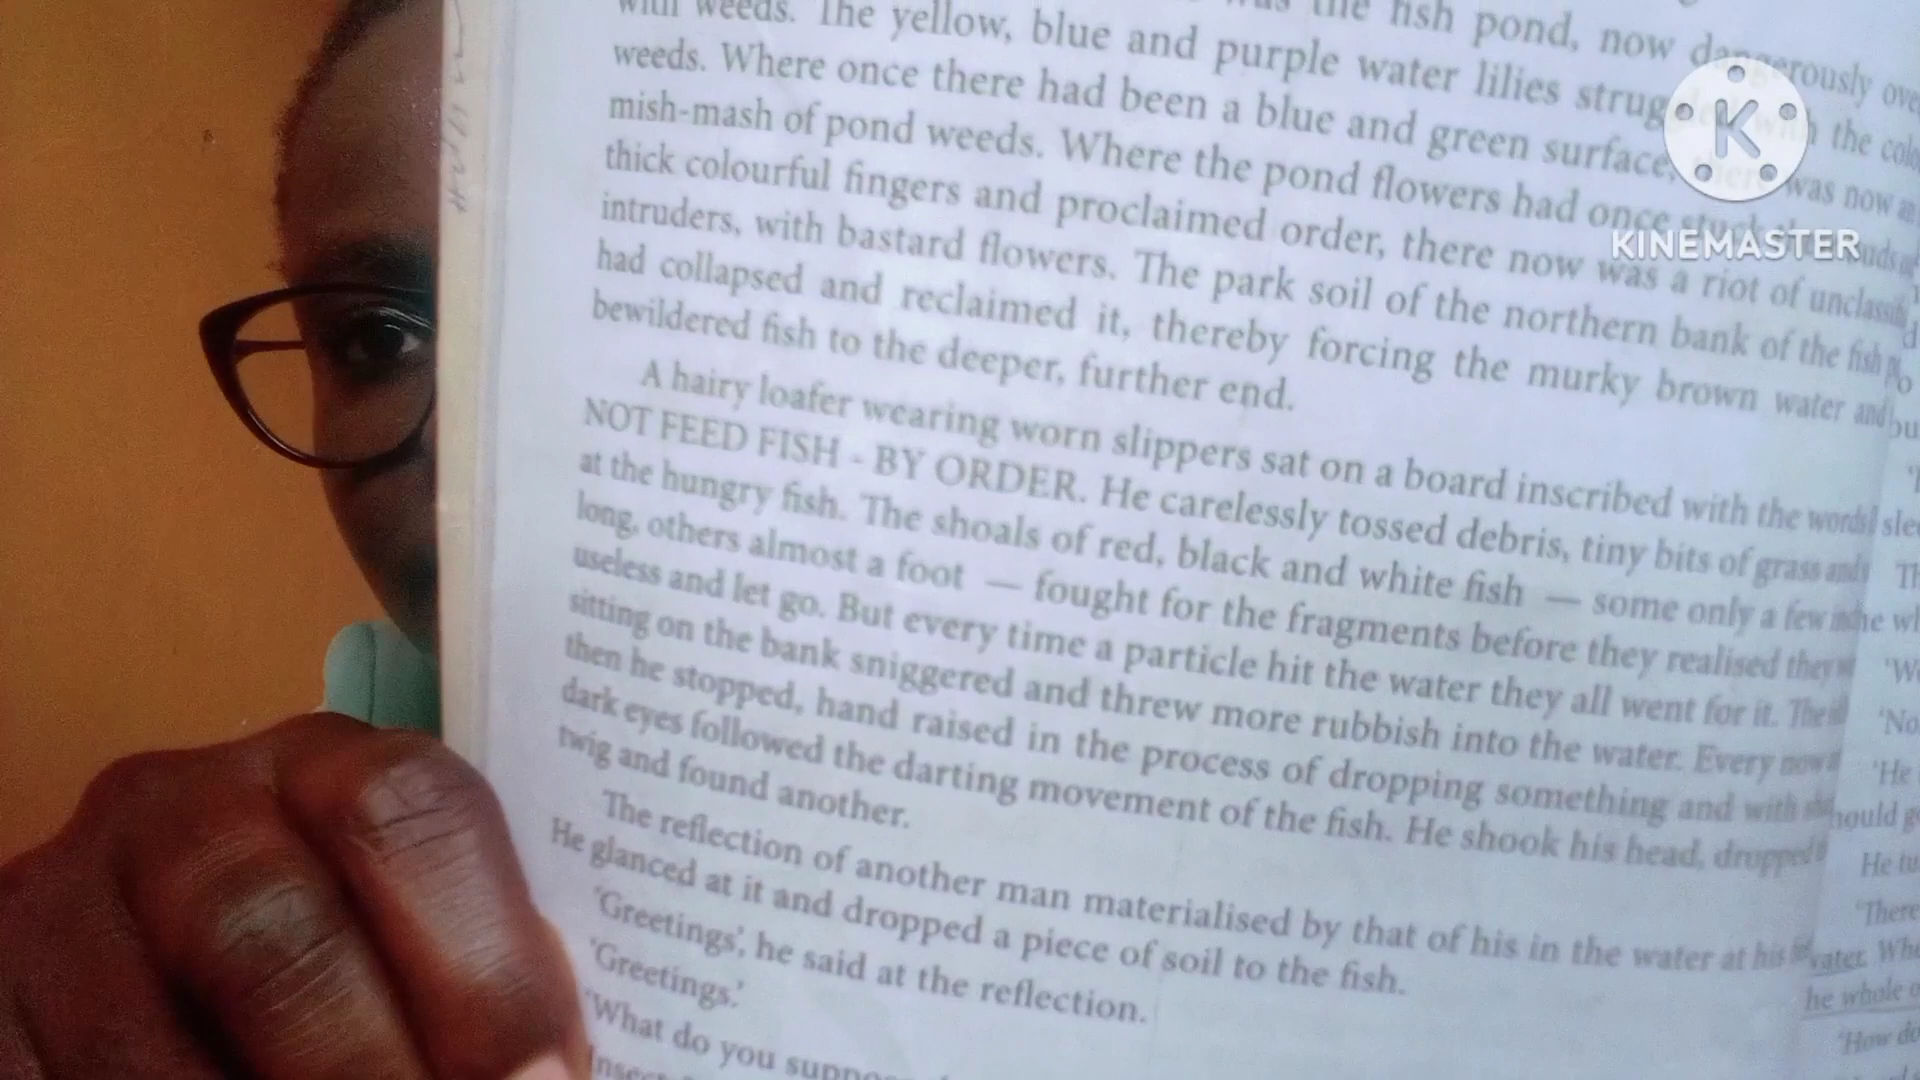 was the fish pond, now dangerously
with weeds. The yellow, blue and purple water lilies with the
weeds. Where once there had been a blue and green surface, there was now
mish-mash of pond weeds. Where the pond flowers had once stuck
thick colourful fingers and proclaimed order, there now was a riot of
intruders, with bastard flowers. The park soil of the northern bank of the fish
had collapsed and reclaimed it, thereby forcing the murky brown water and
bewildered fish to the deeper, further end.
A hairy loafer wearing worn slippers sat on a board inscribed with the words
NOT FEED FISH - BY ORDER. He carelessly tossed debris, tiny bits of grass and
at the hungry fish. The shoals of red, black and white fish — some only a few
long, others almost a foot — fought for the fragments before they realised they
useless and let go. But every time a particle hit the water they all went for it. The
sitting on the bank sniggered and threw more rubbish into the water. Every now
then he stopped, hand raised in the process of dropping something and with
dark eyes followed the darting movement of the fish. He shook his head, dropped
twig and found another.
The reflection of another man materialised by that of his in the water at his
He glanced at it and dropped a piece of soil to the fish.
'Greetings', he said at the reflection.
'Greetings.'
'What do you
K
KINEMASTER
'No
'He
He
'There
Whe
he whole
'How do